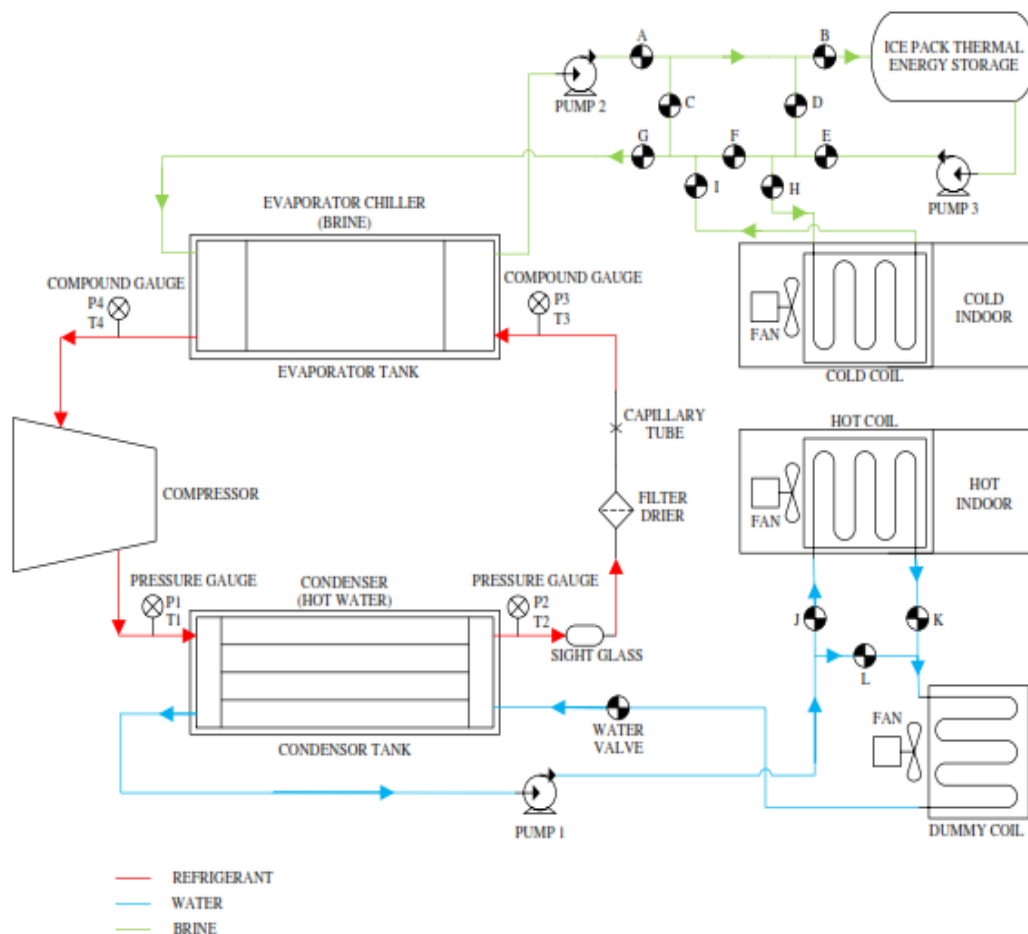 A
B
ICE PACK THERMAL
ENERGY STORAGE
PUMP 2
C
D
G
F
E
I
H
PUMP 3
EVAPORATOR CHILLER
(BRINE)
COMPOUND GAUGE
P4
T4
COMPOUND GAUGE
P3
T3
EVAPORATOR TANK
FAN
COLD
INDOOR
COLD COIL
CAPILLARY
TUBE
HOT COIL
COMPRESSOR
FILTER
DRIER
FAN
HOT
INDOOR
PRESSURE GAUGE
P1
T1
CONDENSER
(HOT WATER)
PRESSURE GAUGE
P2
T2
SIGHT GLASS
J
K
L
WATER
VALVE
CONDENSOR TANK
FAN
PUMP 1
DUMMY COIL
REFRIGERANT
WATER
BRINE